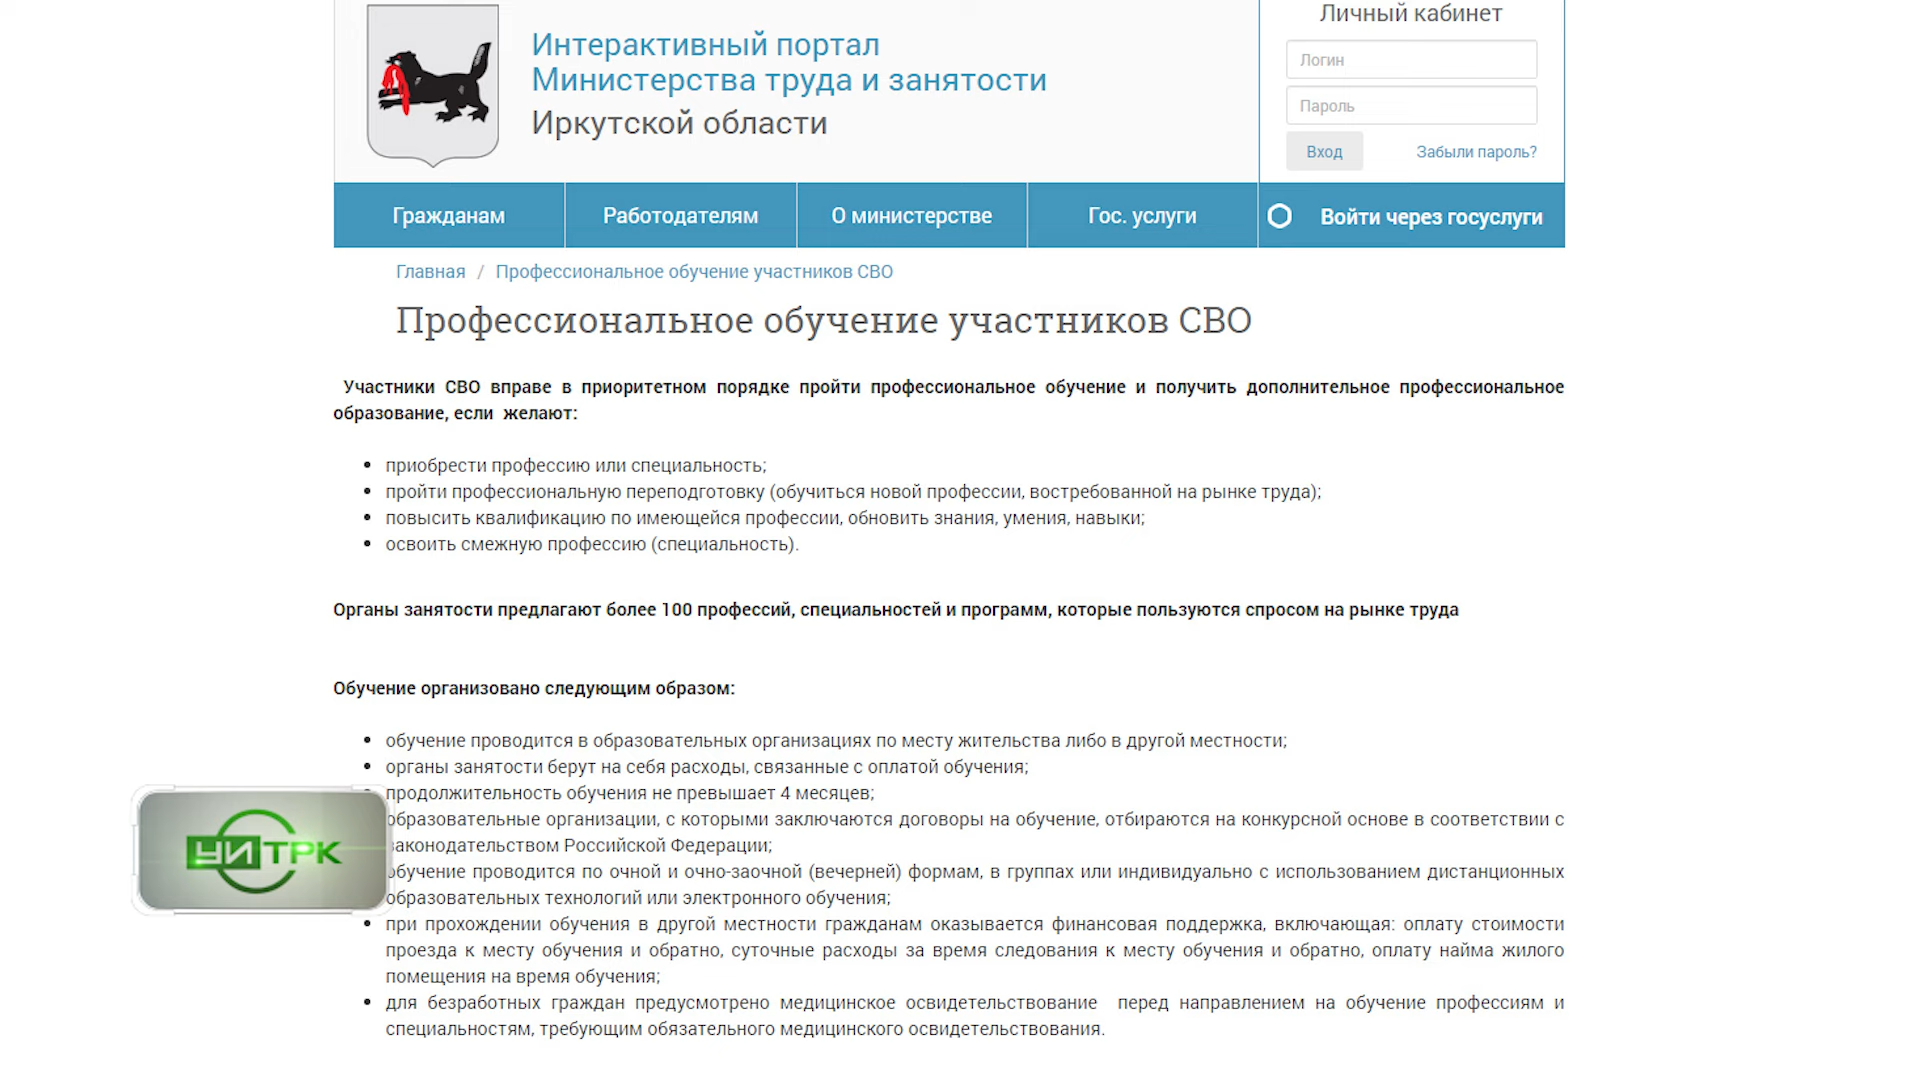 Личный кабинет
Интерактивный портал
Министерства труда и занятости
Иркутской области
Логин
Пароль
Вход
Забыли пароль?
Гражданам
Работодателям
О министерстве
Гос. услуги
Войти через госуслуги
Главная / Профессиональное обучение участников СВО
Профессиональное обучение участников СВО
Участники СВО вправе в приоритетном порядке пройти профессиональное обучение и получить дополнительное профессиональное
образование, если желают:
приобрести профессию или специальность;
пройти профессиональную переподготовку (обучиться новой профессии, востребованной на рынке труда);
повысить квалификацию по имеющейся профессии, обновить знания, умения, навыки;
освоить смежную профессию (специальность).
Органы занятости предлагают более 100 профессий, специальностей и программ, которые пользуются спросом на рынке труда
Обучение организовано следующим образом:
обучение проводится в образовательных организациях по месту жительства либо в другой местности;
органы занятости берут на себя расходы, связанные с оплатой обучения;
продолжительность обучения не превышает 4 месяцев;
образовательные организации, с которыми заключаются договоры на обучение, отбираются на конкурсной основе в соответствии с
законодательством Российской Федерации;
обучение проводится по очной и очно-заочной (вечерней) формам, в группах или индивидуально с использованием дистанционных
образовательных технологий или электронного обучения;
при прохождении обучения в другой местности гражданам оказывается финансовая поддержка, включающая: оплату стоимости
проезда к месту обучения и обратно, суточные расходы за время следования к месту обучения и обратно, оплату найма жилого
помещения на время обучения;
для безработных граждан предусмотрено медицинское освидетельствование перед направлением на обучение профессиям и
специальностям, требующим обязательного медицинского освидетельствования.
УИТРК